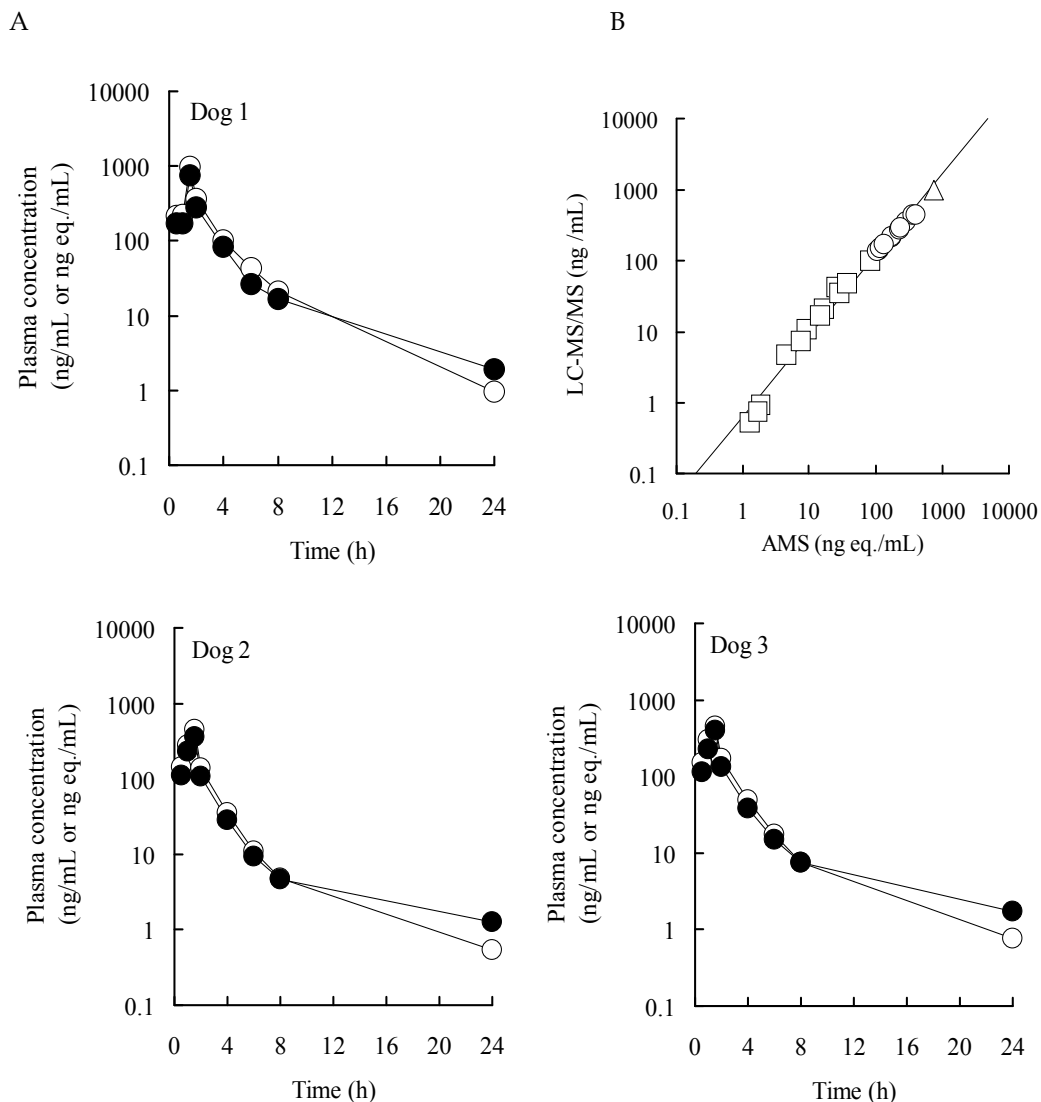 A
B
Dog 1
Plasma concentration
(ng/mL or ng eq./mL)
10000
1000
100
10
1
0.1
0 4 8 12 16 20 24
Time (h)
LC-MS/MS (ng /mL)
10000
1000
100
10
1
0.1
0.1 1 10 100 1000 10000
AMS (ng eq./mL)
Dog 2
Plasma concentration
(ng/mL or ng eq./mL)
10000
1000
100
10
1
0.1
0 4 8 12 16 20 24
Time (h)
Dog 3
Plasma concentration
(ng/mL or ng eq./mL)
10000
1000
100
10
1
0.1
0 4 8 12 16 20 24
Time (h)